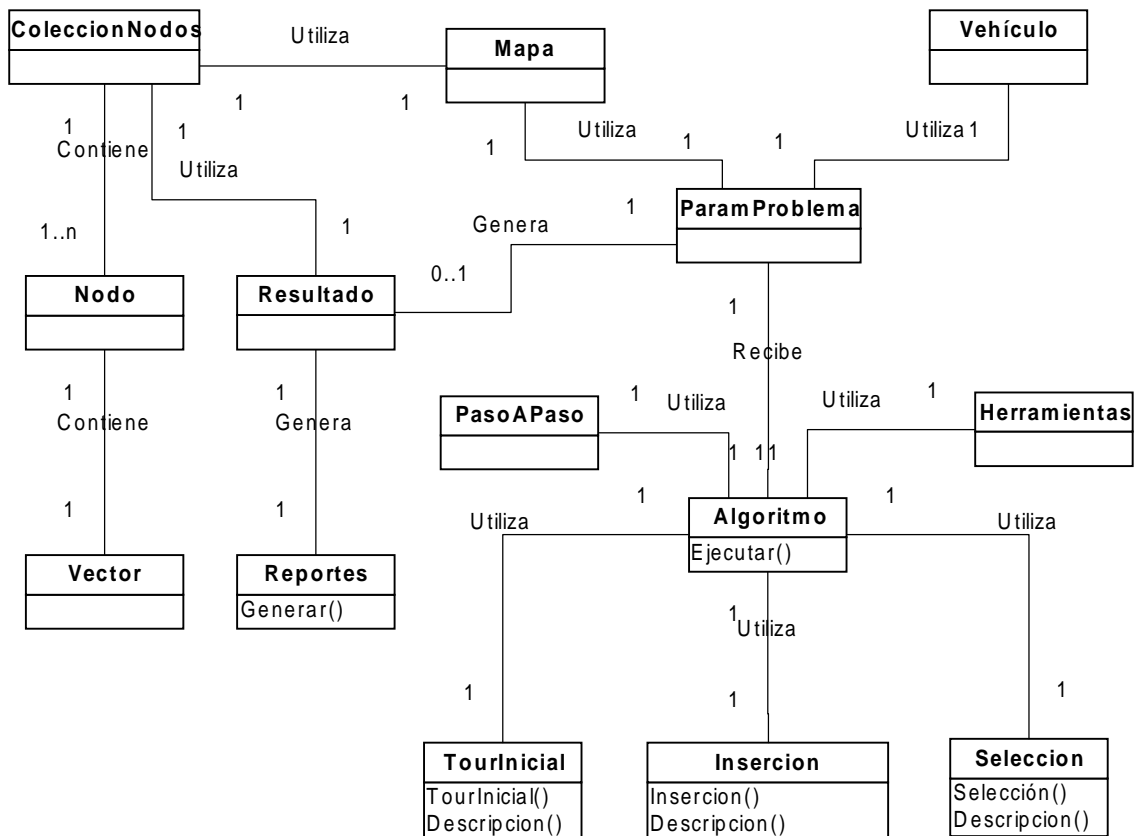 ColeccionNodos
Utiliza
Mapa
Vehículo
1
1
1
1
Contiene
Utiliza
1
Utiliza
1
1
Utiliza 1
1..n
1
Genera
1
ParamProblema
0..1
Nodo
Resultado
1
Recibe
1
Contiene
1
Genera
PasoAPaso
1
Utiliza
Utiliza
1
Herramientas
1
11
1
1
1
Utiliza
Algoritmo
Ejecutar()
1
Utiliza
Vector
Reportes
Generar()
1
Utiliza
1
1
1
TourInicial
TourInicial()
Descripcion()
Insercion
Insercion()
Descripcion()
Seleccion
Selección()
Descripcion()